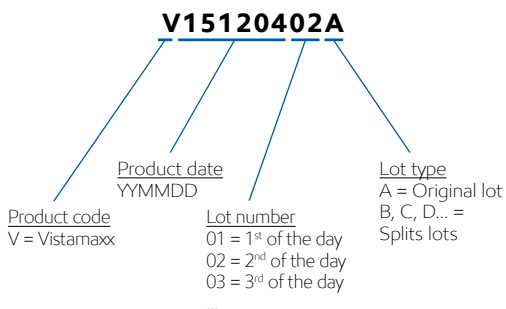 V15120402A
Product date
YYMMDD
Lot type
A = Original lot
B, C, D... =
Splits lots
Product code
V = Vistamaxx
Lot number
01 = 1st of the day
02 = 2nd of the day
03 = 3rd of the day
...